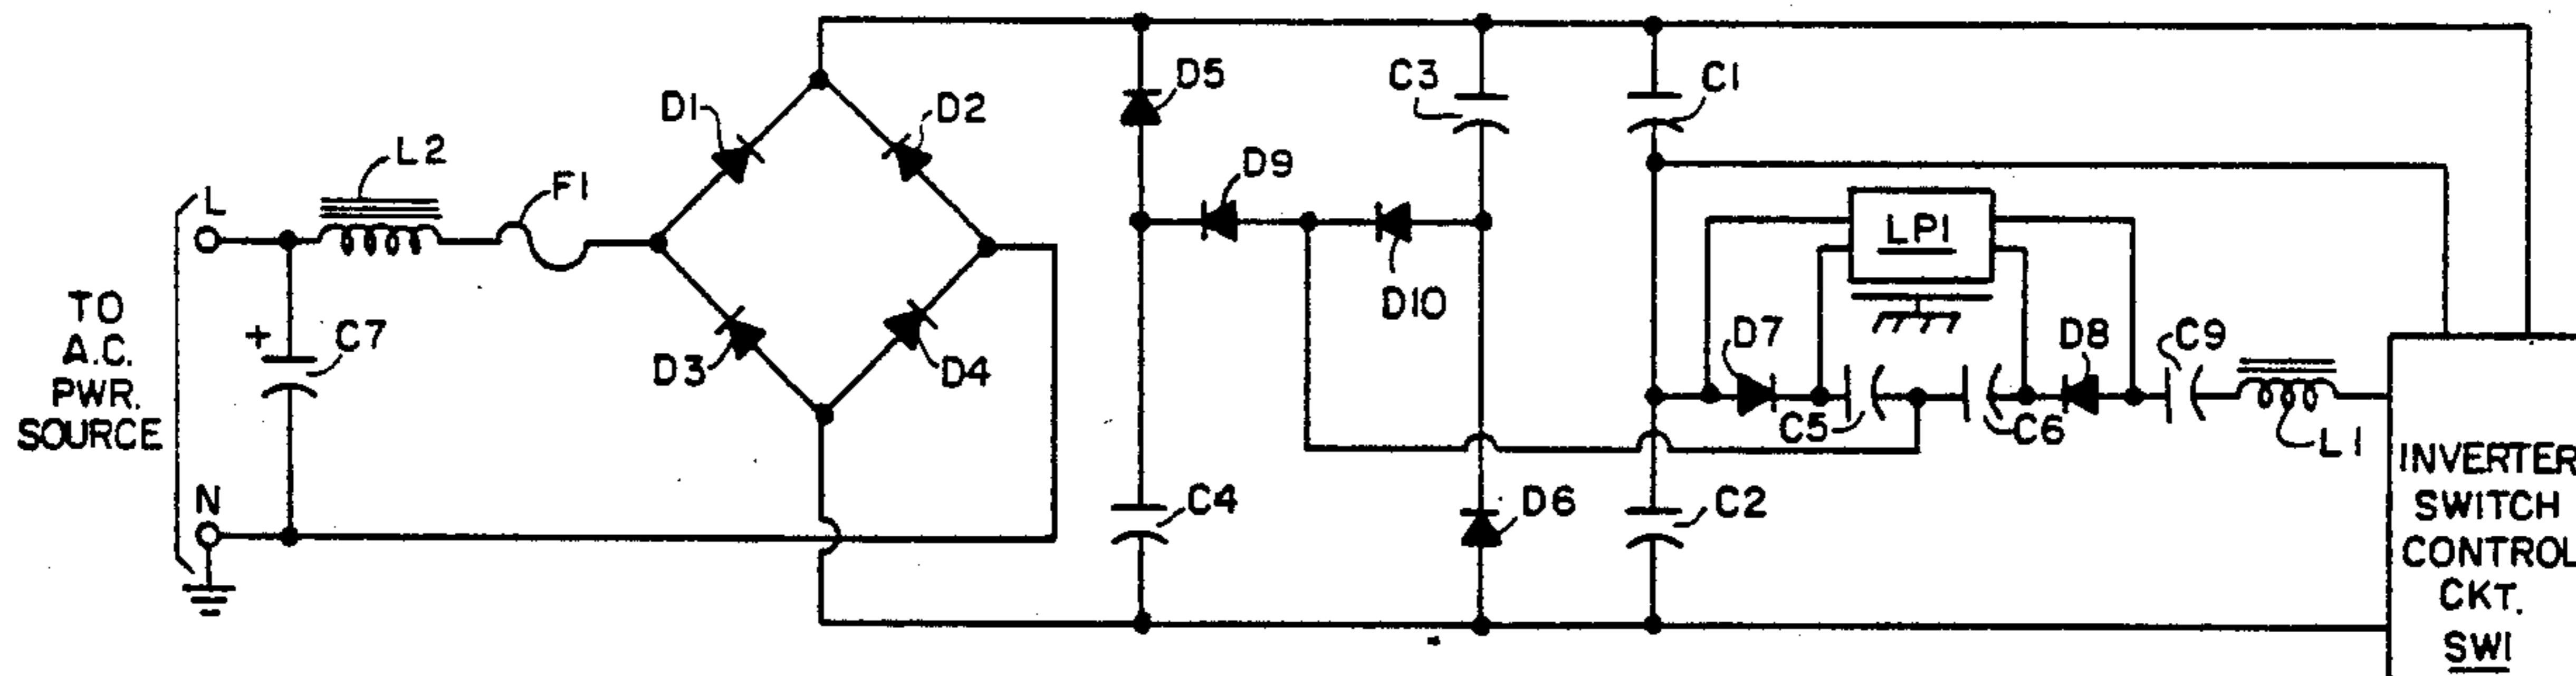 L
L2
F1
TO
A.C.
PWR.
SOURCE
+
C7
N
D1
D2
D3
D4
D5
C3
C1
D9
D10
LP1
D7
D8
C9
C5
C6
L1
C4
D6
C2
INVERTER
SWITCH
CONTROL
CKT.
SW1